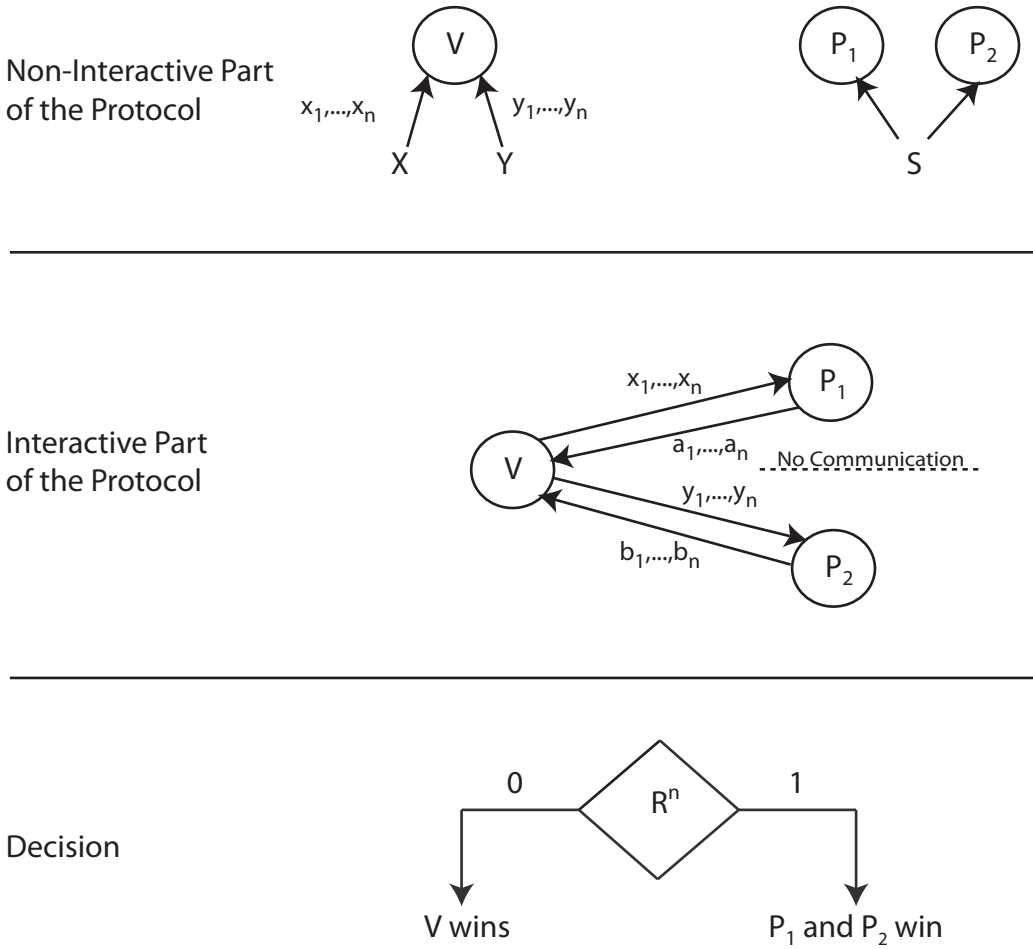 Non-Interactive Part
of the Protocol
V
P₁
P₂
x₁,...,xₙ
y₁,...,yₙ
X
Y
S
Interactive Part
of the Protocol
x₁,...,xₙ
P₁
a₁,...,aₙ
V
No Communication
y₁,...,yₙ
b₁,...,bₙ
P₂
Decision
0
Rⁿ
1
V wins
P₁ and P₂ win